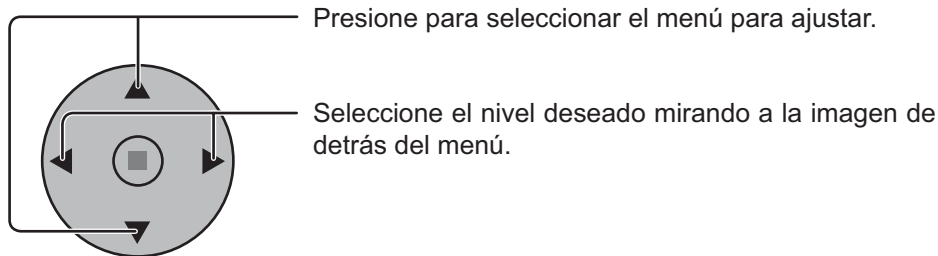 Presione para seleccionar el menú para ajustar.
Seleccione el nivel deseado mirando a la imagen de
detrás del menú.